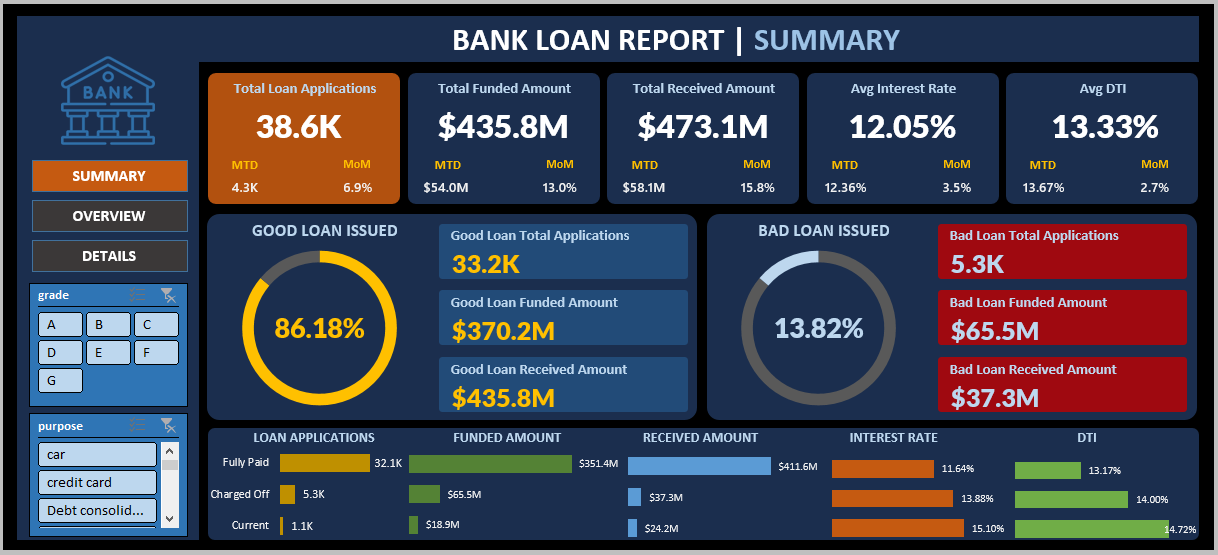 BANK LOAN REPORT | SUMMARY
BANK
SUMMARY
OVERVIEW
DETAILS
grade
A B C
D E F
G
purpose
car
credit card
Debt consolid...
Total Loan Applications
38.6K
MTD MoM
4.3K 6.9%
Total Funded Amount
$435.8M
MTD MoM
$54.0M 13.0%
Total Received Amount
$473.1M
MTD MoM
$58.1M 15.8%
Avg Interest Rate
12.05%
MTD MoM
12.36% 3.5%
Avg DTI
13.33%
MTD MoM
13.67% 2.7%
GOOD LOAN ISSUED
86.18%
Good Loan Total Applications
33.2K
Good Loan Funded Amount
$370.2M
Good Loan Received Amount
$435.8M
BAD LOAN ISSUED
13.82%
Bad Loan Total Applications
5.3K
Bad Loan Funded Amount
$65.5M
Bad Loan Received Amount
$37.3M
LOAN APPLICATIONS FUNDED AMOUNT RECEIVED AMOUNT INTEREST RATE DTI
Fully Paid 32.1K $351.4M $411.6M 11.64% 13.17%
Charged Off 5.3K $65.5M $37.3M 13.88% 14.00%
Current 1.1K $18.9M $24.2M 15.10% 14.72%